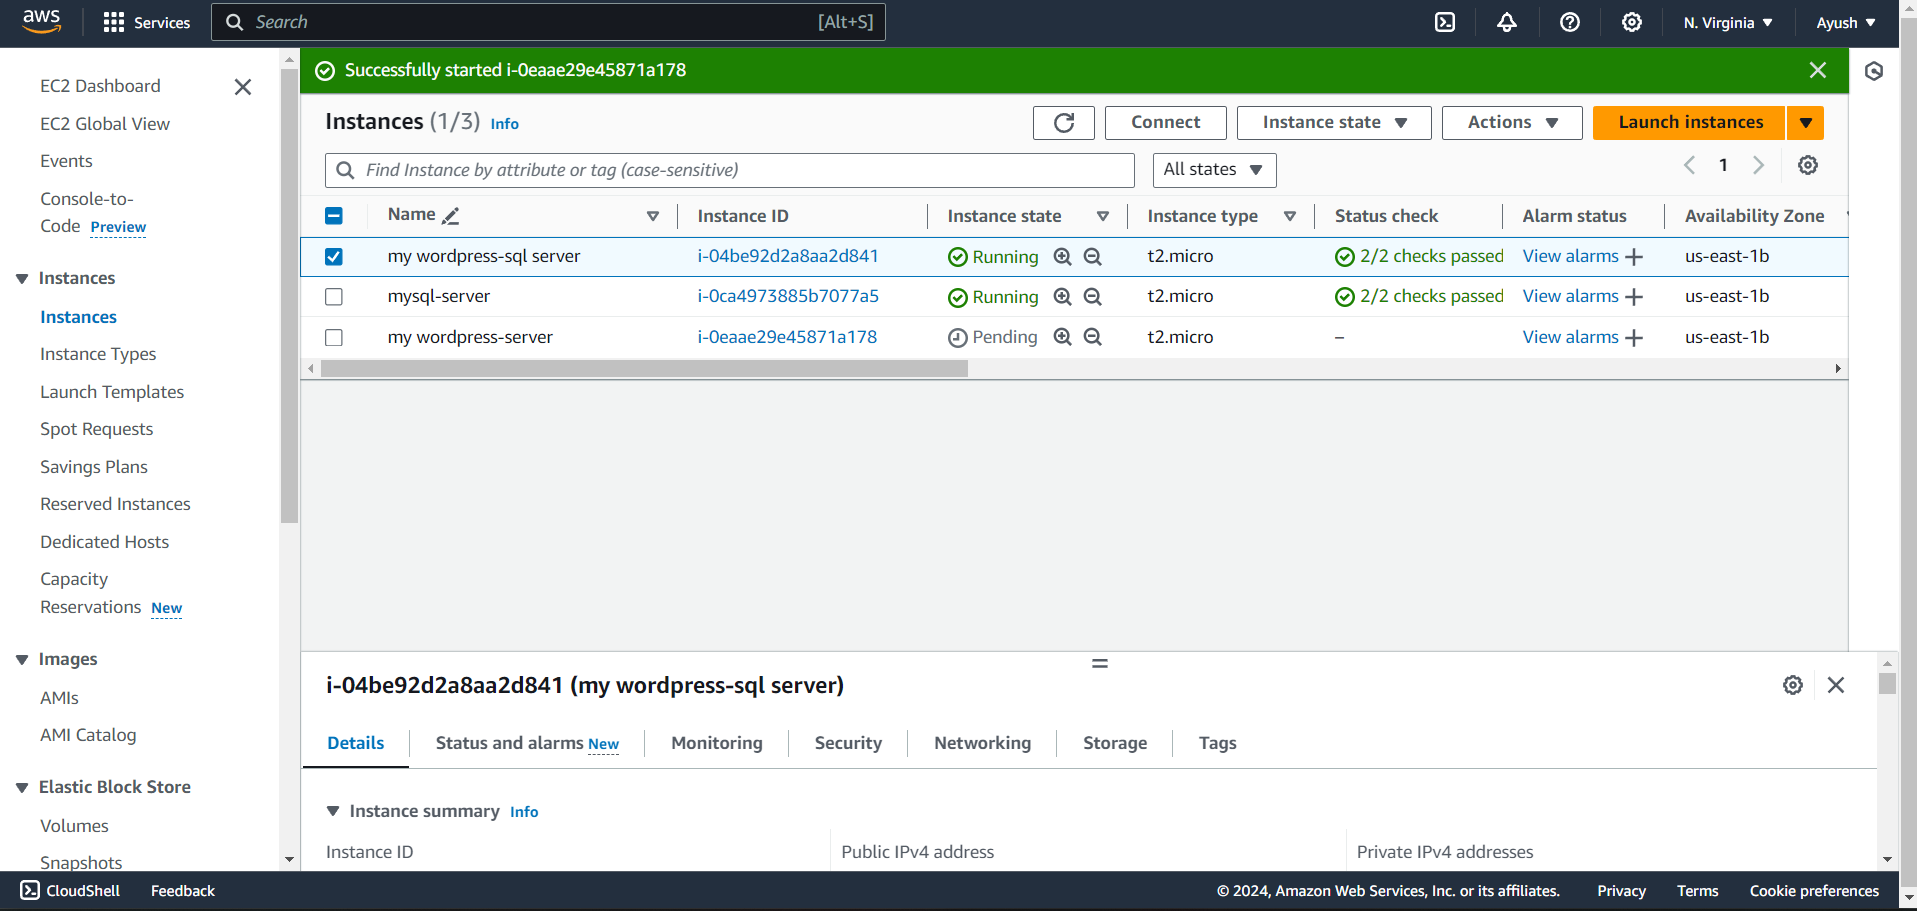 aws
Services
Search [Alt+S]
N. Virginia
Ayush
EC2 Dashboard
EC2 Global View
Events
Console-to-
Code Preview
Instances
Instances
Instance Types
Launch Templates
Spot Requests
Savings Plans
Reserved Instances
Dedicated Hosts
Capacity
Reservations New
Images
AMIs
AMI Catalog
Elastic Block Store
Volumes
Snapshots
Successfully started i-0eaae29e45871a178
Instances (1/3) Info
Connect
Instance state
Actions
Launch instances
Find Instance by attribute or tag (case-sensitive)
All states
1
Name Instance ID Instance state Instance type Status check Alarm status Availability Zone
my wordpress-sql server i-04be92d2a8aa2d841 Running t2.micro 2/2 checks passed View alarms us-east-1b
mysql-server i-0ca4973885b7077a5 Running t2.micro 2/2 checks passed View alarms us-east-1b
my wordpress-server i-0eaae29e45871a178 Pending t2.micro – View alarms us-east-1b
i-04be92d2a8aa2d841 (my wordpress-sql server)
Details Status and alarms New Monitoring Security Networking Storage Tags
Instance summary Info
Instance ID Public IPv4 address Private IPv4 addresses
CloudShell Feedback © 2024, Amazon Web Services, Inc. or its affiliates. Privacy Terms Cookie preferences